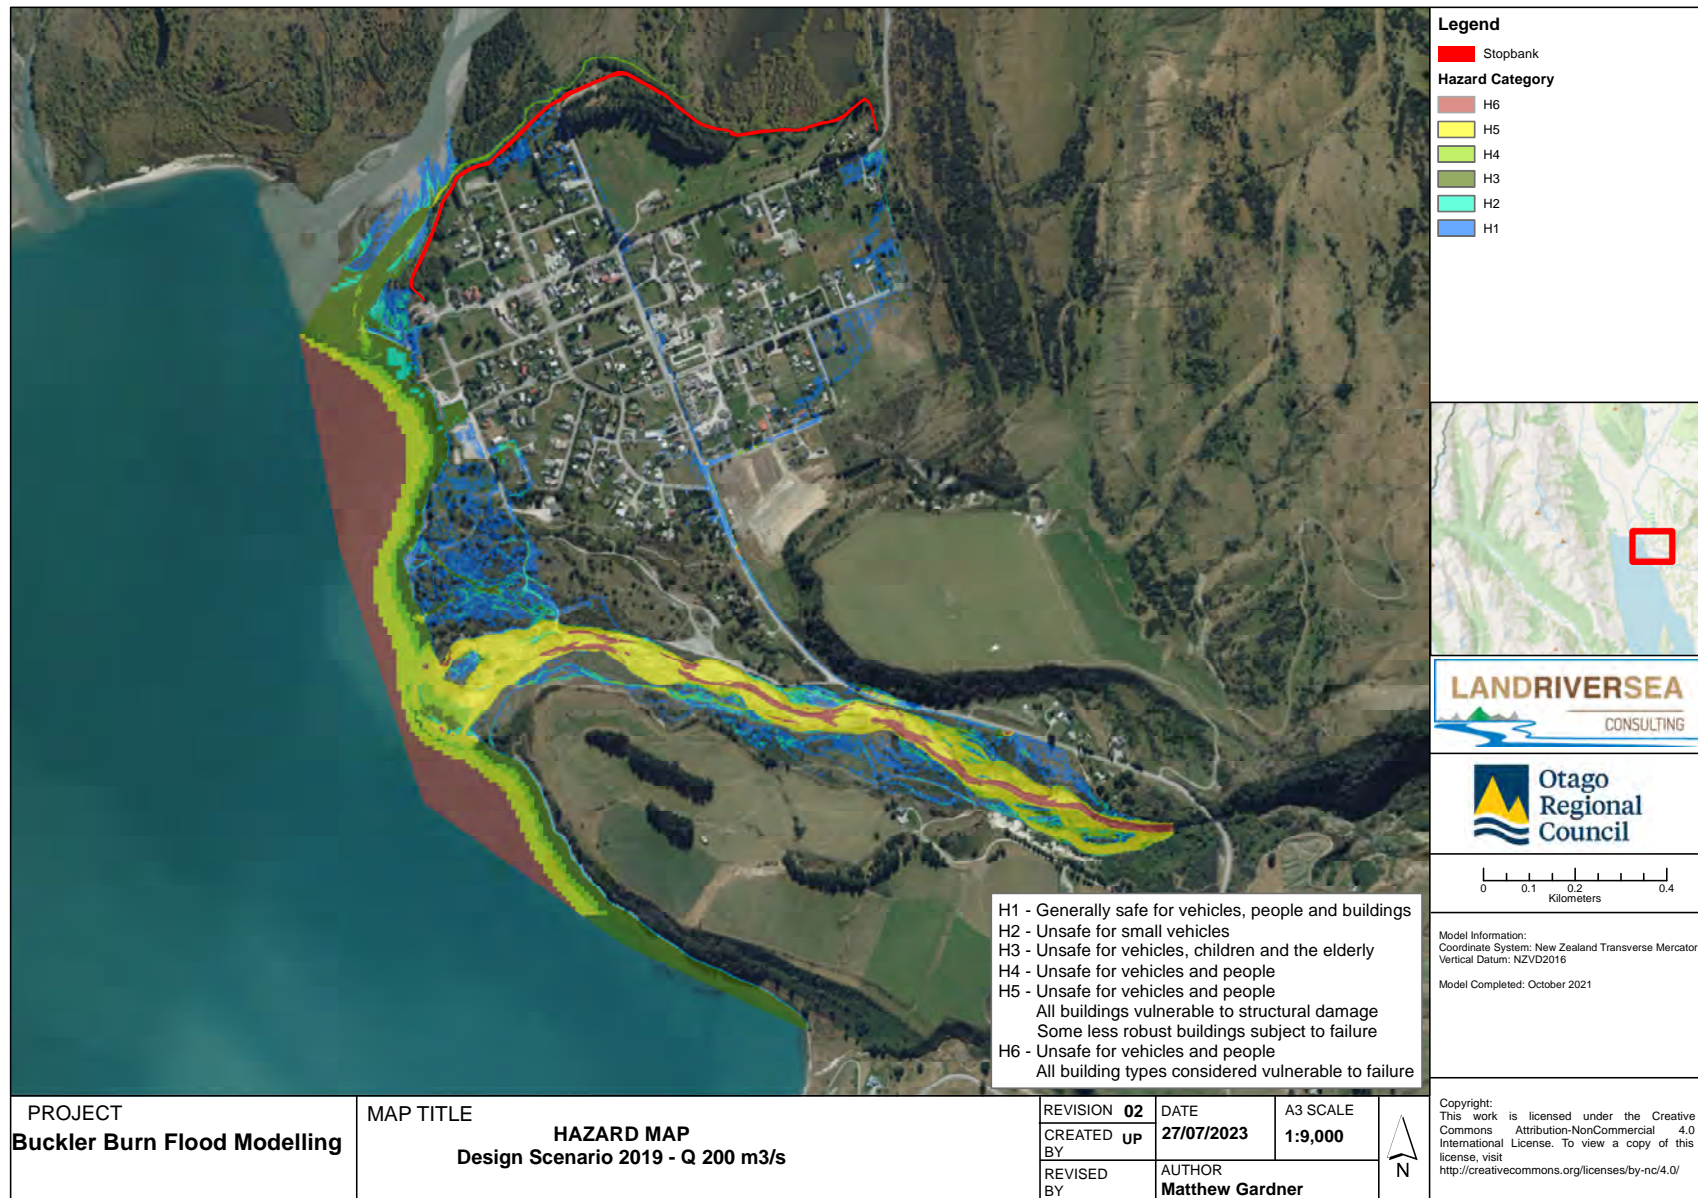 Legend
Stopbank
Hazard Category
H6
H5
H4
H3
H2
H1
LANDRIVERSEA
CONSULTING
Otago
Regional
Council
0 0.1 0.2 0.4
Kilometers
Model Information:
Coordinate System: New Zealand Transverse Mercator
Vertical Datum: NZVD2016
Model Completed: October 2021
Copyright:
This work is licensed under the Creative
Commons Attribution-NonCommercial 4.0
International License. To view a copy of this
license, visit
http://creativecommons.org/licenses/by-nc/4.0/
H1 - Generally safe for vehicles, people and buildings
H2 - Unsafe for small vehicles
H3 - Unsafe for vehicles, children and the elderly
H4 - Unsafe for vehicles and people
H5 - Unsafe for vehicles and people
All buildings vulnerable to structural damage
Some less robust buildings subject to failure
H6 - Unsafe for vehicles and people
All building types considered vulnerable to failure
PROJECT
Buckler Burn Flood Modelling
MAP TITLE
HAZARD MAP
Design Scenario 2019 - Q 200 m3/s
REVISION 02
CREATED BY UP
REVISED BY
DATE
27/07/2023
A3 SCALE
1:9,000
AUTHOR
Matthew Gardner
N